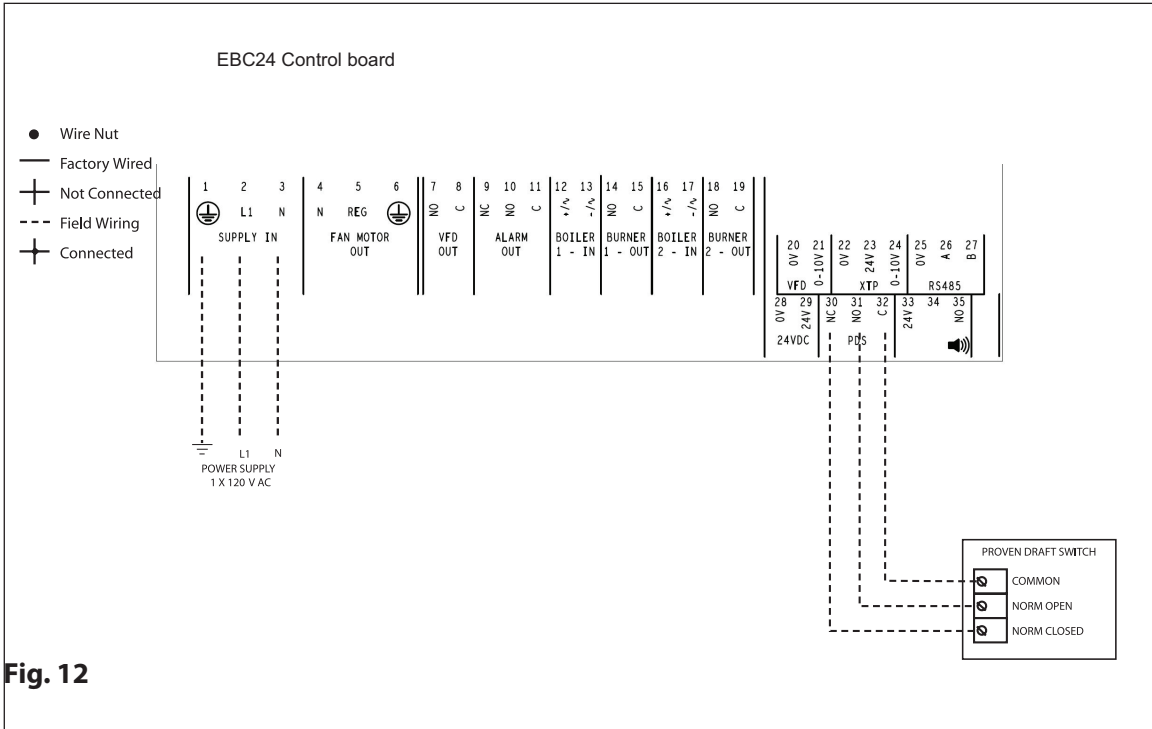 EBC24 Control board
Wire Nut
Factory Wired
Not Connected
Field Wiring
Connected
1 2 3 4 5 6 7 8 9 10 11 12 13 14 15 16 17 18 19
L1 N N REG NO C NC NO C +/∿ -/∿ NO C +/∿ -/∿ NO C
SUPPLY IN FAN MOTOR VFD ALARM BOILER BURNER BOILER BURNER
OUT OUT OUT 1 - IN 1 - OUT 2 - IN 2 - OUT
20 21 22 23 24 25 26 27
0V 0-10V 0V 24V 0-10V 0V A B
VFD XTP RS485
28 29 30 31 32 33 34 35
0V 24V NC NO C 24V NO
24VDC PDS
L1 N
POWER SUPPLY
1 X 120 V AC
PROVEN DRAFT SWITCH
COMMON
NORM OPEN
NORM CLOSED
Fig. 12